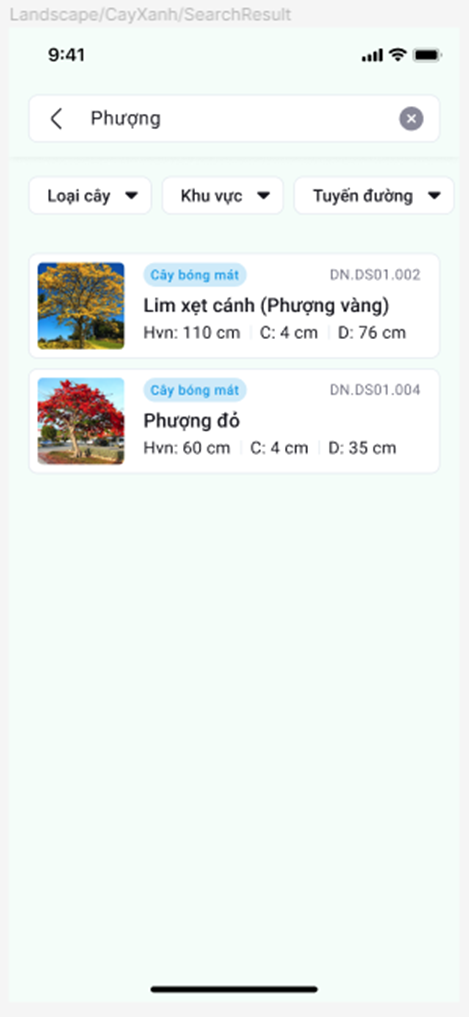 Landscape/CayXanh/SearchResult
9:41
Phượng
Loại cây Khu vực Tuyến đường
Cây bóng mát DN.DS01.002
Lim xẹt cánh (Phượng vàng)
Hvn: 110 cm C: 4 cm D: 76 cm
Cây bóng mát DN.DS01.004
Phượng đỏ
Hvn: 60 cm C: 4 cm D: 35 cm